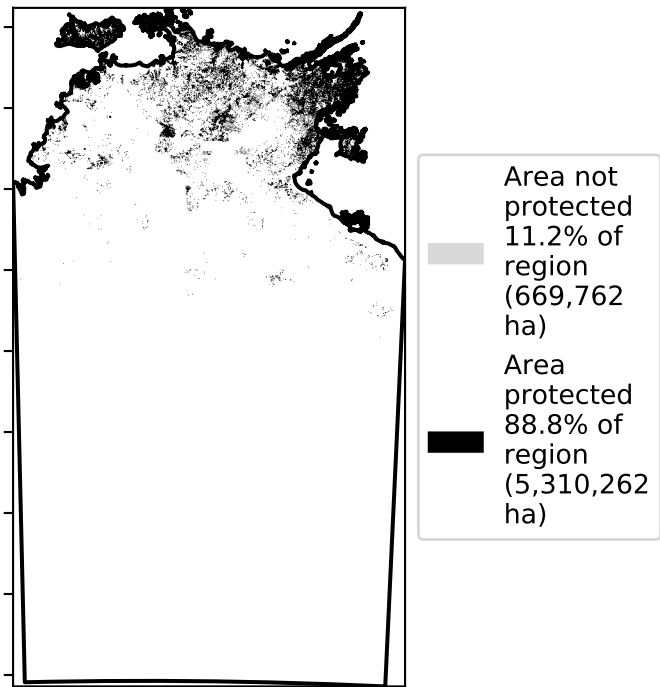 Area not
protected
11.2% of
region
(669,762
ha)
Area
protected
88.8% of
region
(5,310,262
ha)